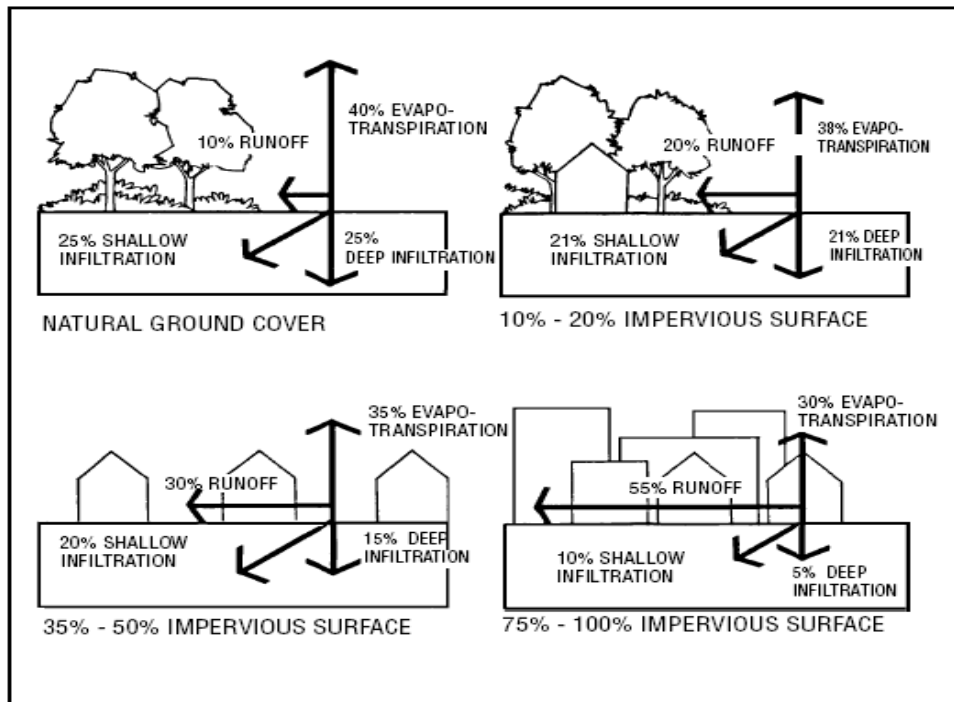 40% EVAPO-
TRANSPIRATION
10% RUNOFF
25% SHALLOW
INFILTRATION
25%
DEEP INFILTRATION
NATURAL GROUND COVER
38% EVAPO-
TRANSPIRATION
20% RUNOFF
21% SHALLOW
INFILTRATION
21% DEEP
INFILTRATION
10% - 20% IMPERVIOUS SURFACE
35% EVAPO-
TRANSPIRATION
30% RUNOFF
20% SHALLOW
INFILTRATION
15% DEEP
INFILTRATION
35% - 50% IMPERVIOUS SURFACE
30% EVAPO-
TRANSPIRATION
55% RUNOFF
10% SHALLOW
INFILTRATION
5% DEEP
INFILTRATION
75% - 100% IMPERVIOUS SURFACE